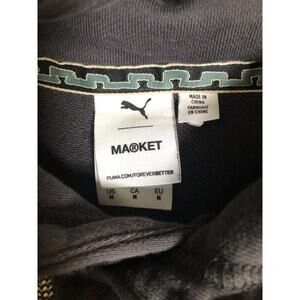 MADE IN
CHINA
FABRIQUÉ
EN CHINE
MA®KET
PUMA.COM/FOREVERBETTER
US CA EU
M M M